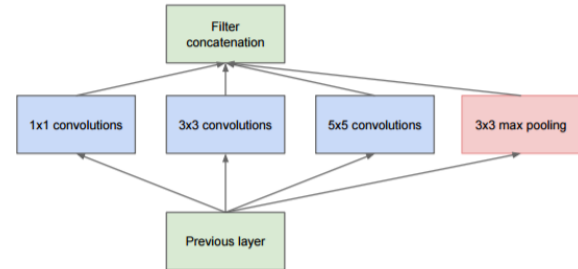 Filter
concatenation
1x1 convolutions
3x3 convolutions
5x5 convolutions
3x3 max pooling
Previous layer